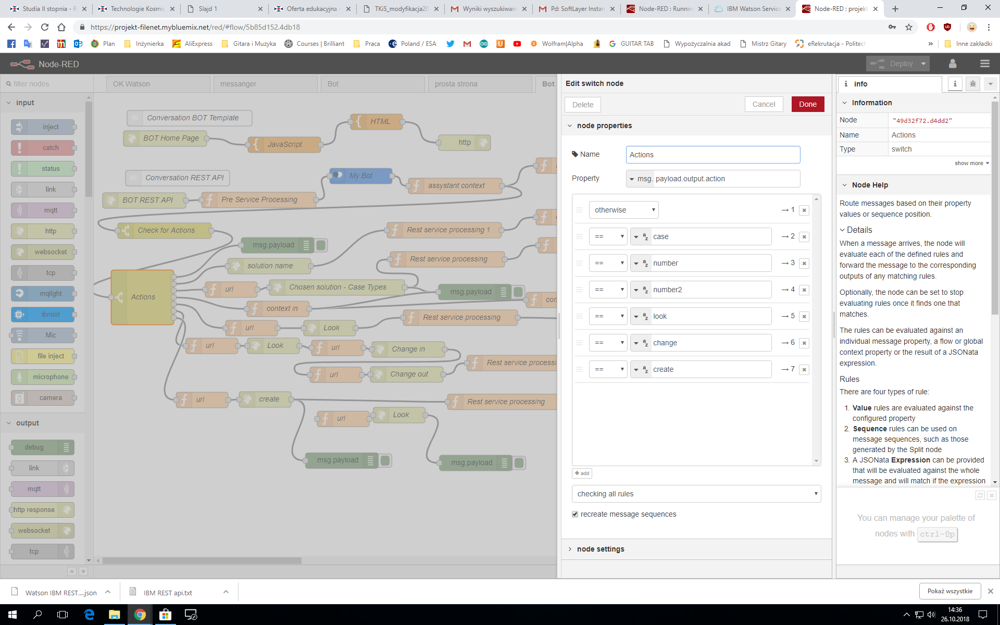 Studia II stopnia - R
Technologie Kosmic
Slajd 1
Oferta edukacyjna -
TKiS_modyfikacja20
Wyniki wyszukiwani
Pd: SoftLayer Instan
Node-RED : Runnin
IBM Watson Service
Node-RED : projekt
https://projekt-filenet.mybluemix.net/red/#flow/5b85d152.4db18
Plan
Inżynierka
AliExpress
Gitara i Muzyka
Courses | Brilliant
Praca
Poland / ESA
Wolfram|Alpha
GUITAR TAB
Wypożyczalnia akad
Mistrz Gitary
eRekrutacja - Politech
»
Inne zakładki
Node-RED
Deploy
filter nodes
OK Watson
messanger
Bot
prosta strona
Bot
input
inject
catch
status
link
mqtt
http
websocket
tcp
mqlight
ibmiot
Mic
file inject
microphone
camera
output
debug
link
mqtt
http response
websocket
tcp
Conversation BOT Template
BOT Home Page
JavaScript
HTML
http
Conversation REST API
My Bot
assystant context
BOT REST API
Pre Service Processing
Check for Actions
Rest service processing 1
msg.payload
Rest service processing
solution name
url
Chosen solution - Case Types
msg.payload
Actions
context in
con
Rest service processing
url
Look
url
Look
url
Change in
Rest service processi
url
Change out
url
create
Rest service processing
url
Look
msg.payload
msg.payload
Edit switch node
Delete
Cancel
Done
node properties
Name
Actions
Property
msg. payload.output.action
otherwise
→ 1
== case → 2
== number → 3
== number2 → 4
== look → 5
== change → 6
== create → 7
+ add
checking all rules
recreate message sequences
node settings
info
Information
Node "49d32f72.d4dd2"
Name Actions
Type switch
show more
Node Help
Route messages based on their property
values or sequence position.
Details
When a message arrives, the node will
evaluate each of the defined rules and
forward the message to the corresponding
outputs of any matching rules.
Optionally, the node can be set to stop
evaluating rules once it finds one that
matches.
The rules can be evaluated against an
individual message property, a flow or global
context property or the result of a JSONata
expression.
Rules
There are four types of rule:
1. Value rules are evaluated against the
configured property
2. Sequence rules can be used on
message sequences, such as those
generated by the Split node
3. A JSONata Expression can be provided
that will be evaluated against the whole
message and will match if the expression
You can manage your palette of
nodes with ctrl-⇧p
Watson IBM REST....json
IBM REST api.txt
Pokaż wszystkie
14:36
26.10.2018